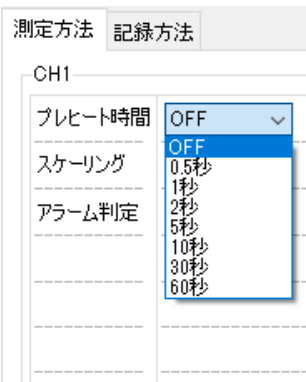 測定方法 記録方法
CH1
プレヒート時間 OFF
OFF
スケーリング
0.5秒
1秒
アラーム判定
2秒
5秒
10秒
30秒
60秒